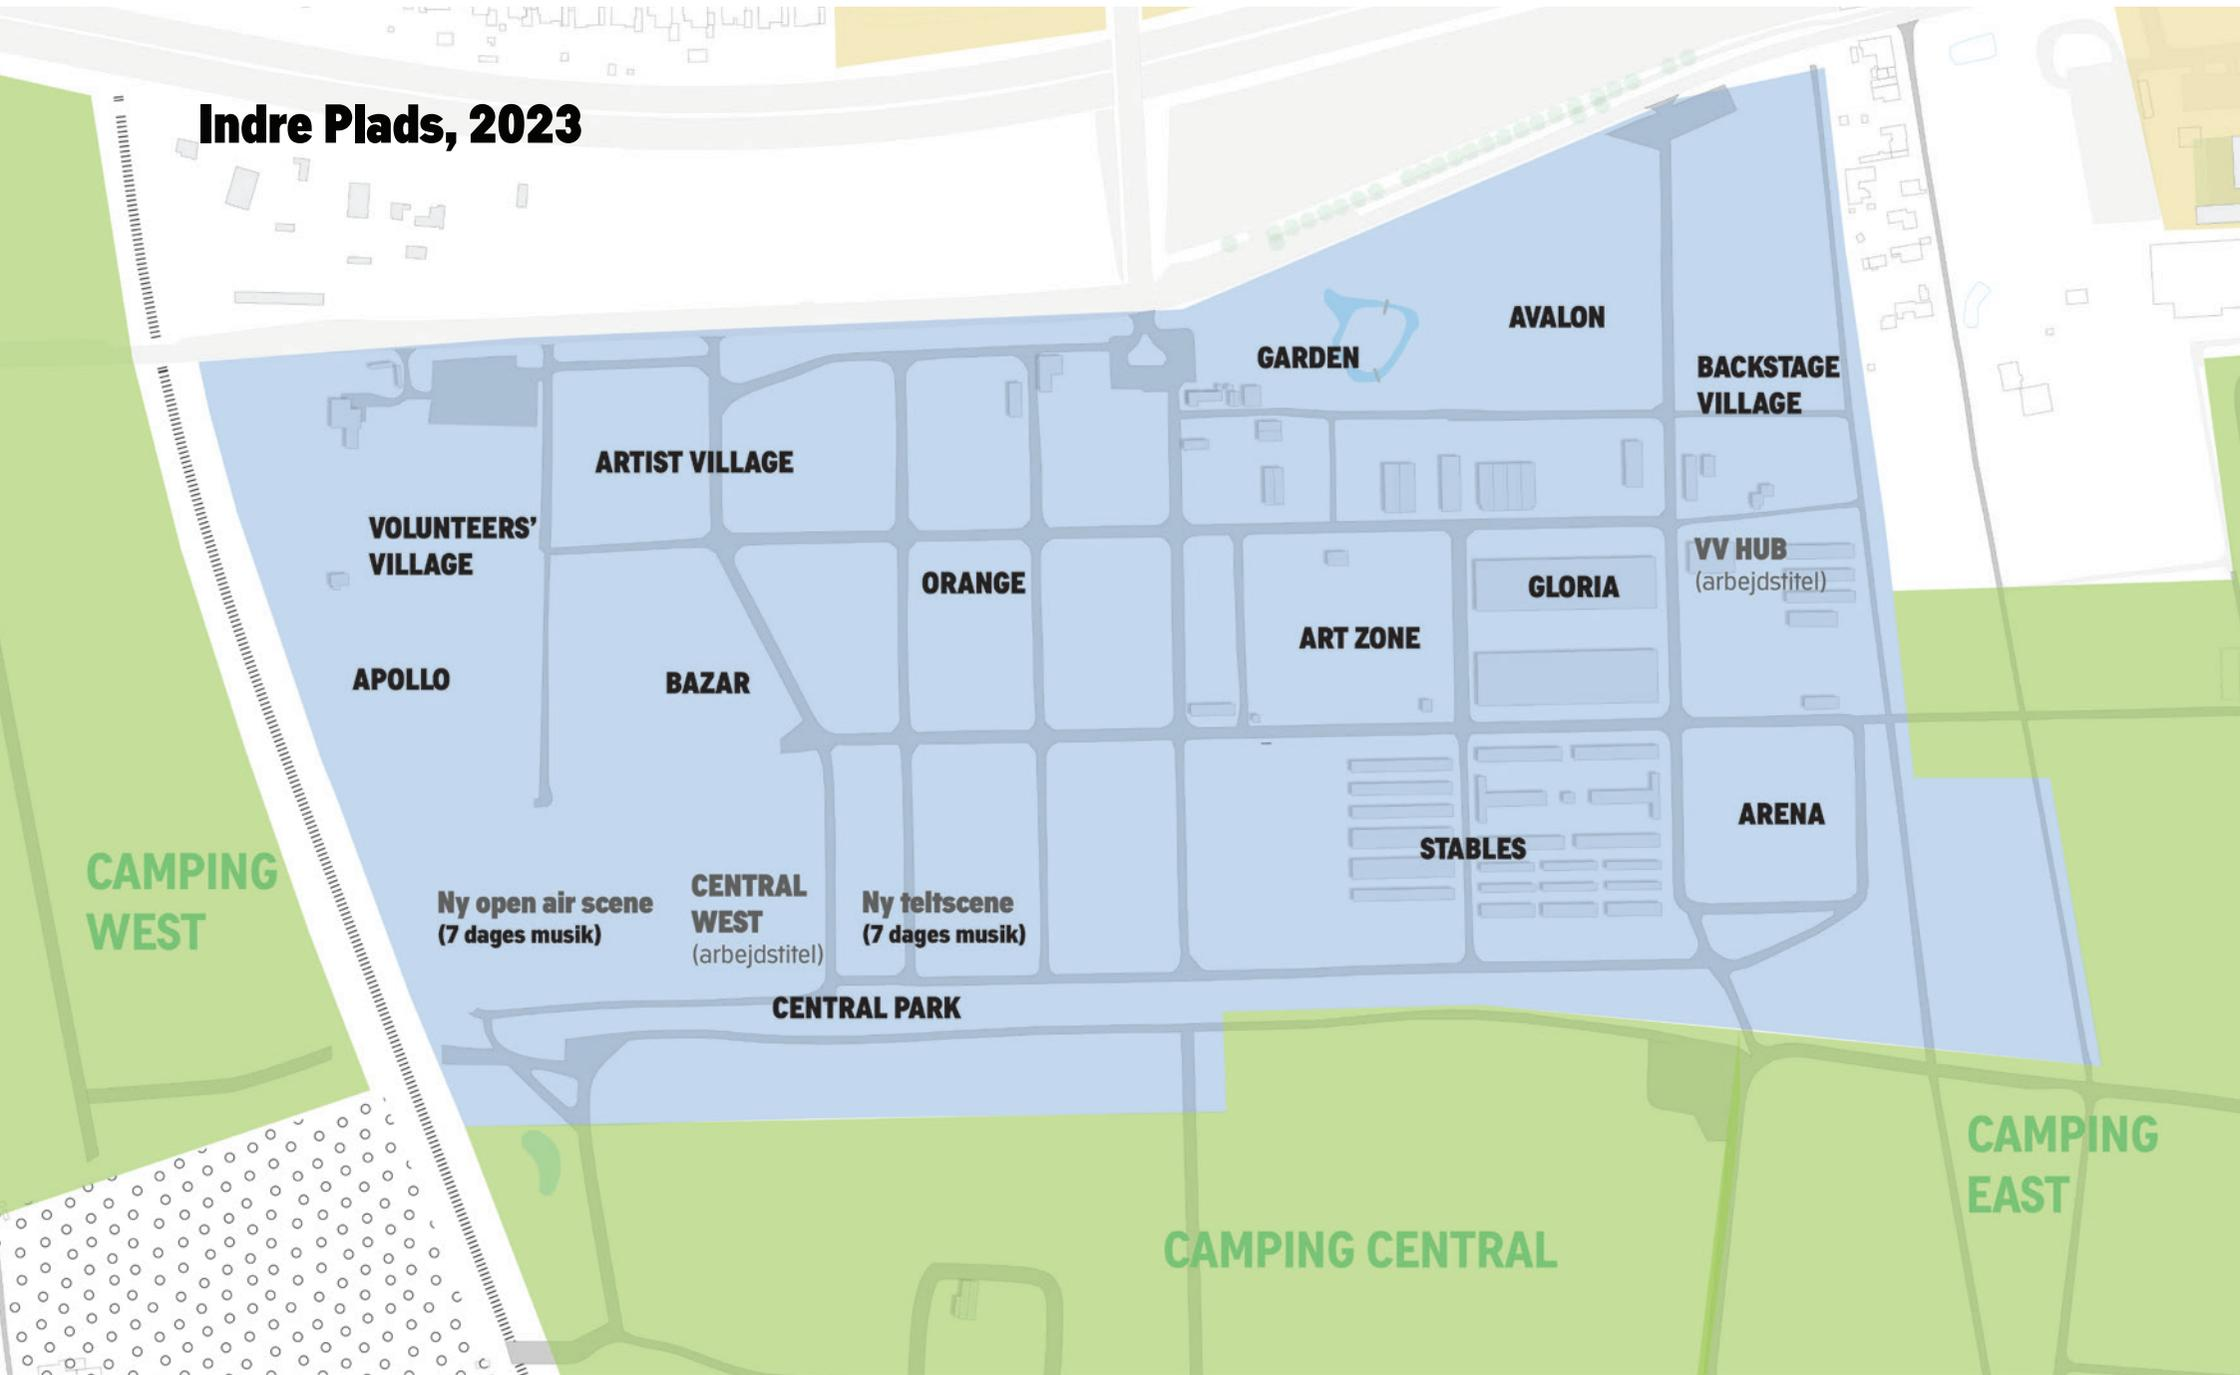 Indre Plads, 2023
AVALON
GARDEN
BACKSTAGE
VILLAGE
ARTIST VILLAGE
VOLUNTEERS’
VILLAGE
VV HUB
(arbejdstitel)
ORANGE
GLORIA
ART ZONE
APOLLO
BAZAR
ARENA
STABLES
CAMPING
WEST
Ny open air scene
(7 dages musik)
CENTRAL
WEST
(arbejdstitel)
Ny teltscene
(7 dages musik)
CENTRAL PARK
CAMPING
EAST
CAMPING CENTRAL